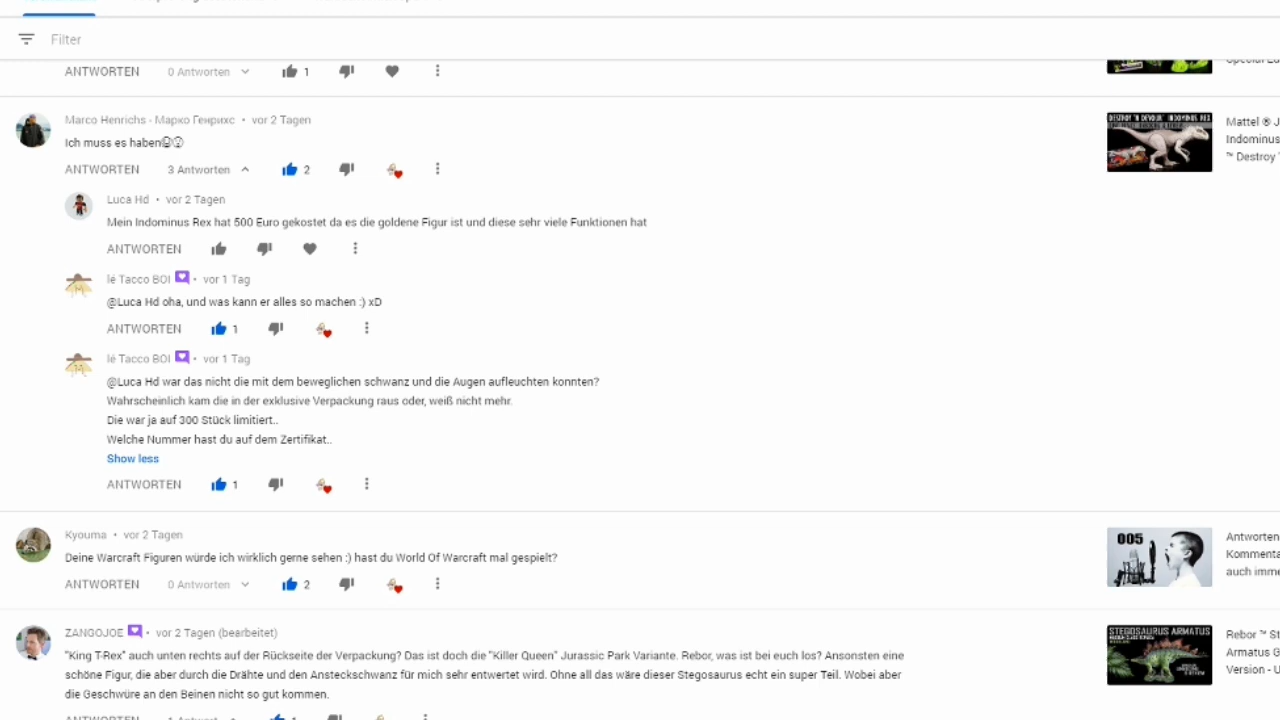 Filter
ANTWORTEN 0 Antworten 1
Marco Henrichs - Марко Генрихс • vor 2 Tagen
Ich muss es haben
ANTWORTEN 3 Antworten 2
Luca Hd • vor 2 Tagen
Mein Indominus Rex hat 500 Euro gekostet da es die goldene Figur ist und diese sehr viele Funktionen hat
ANTWORTEN
lé Tacco BOI • vor 1 Tag
@Luca Hd oha, und was kann er alles so machen :) xD
ANTWORTEN 1
lé Tacco BOI • vor 1 Tag
@Luca Hd war das nicht die mit dem beweglichen schwanz und die Augen aufleuchten konnten?
Wahrscheinlich kam die in der exklusive Verpackung raus oder, weiß nicht mehr.
Die war ja auf 300 Stück limitiert..
Welche Nummer hast du auf dem Zertifikat..
Show less
ANTWORTEN 1
DESTROY 'N DEVOUR INDOMINUS REX
Mattel ® J
Indominus
™ Destroy
Kyouma • vor 2 Tagen
Deine Warcraft Figuren würde ich wirklich gerne sehen :) hast du World Of Warcraft mal gespielt?
ANTWORTEN 0 Antworten 2
005
Antworten
Kommenta
auch imme
ZANGOJOE • vor 2 Tagen (bearbeitet)
"King T-Rex" auch unten rechts auf der Rückseite der Verpackung? Das ist doch die "Killer Queen" Jurassic Park Variante. Rebor, was ist bei euch los? Ansonsten eine
schöne Figur, die aber durch die Drähte und den Ansteckschwanz für mich sehr entwertet wird. Ohne all das wäre dieser Stegosaurus echt ein super Teil. Wobei aber
die Geschwüre an den Beinen nicht so gut kommen.
STEGOSAURUS ARMATUS
Rebor ™ St
Armatus G
Version - U